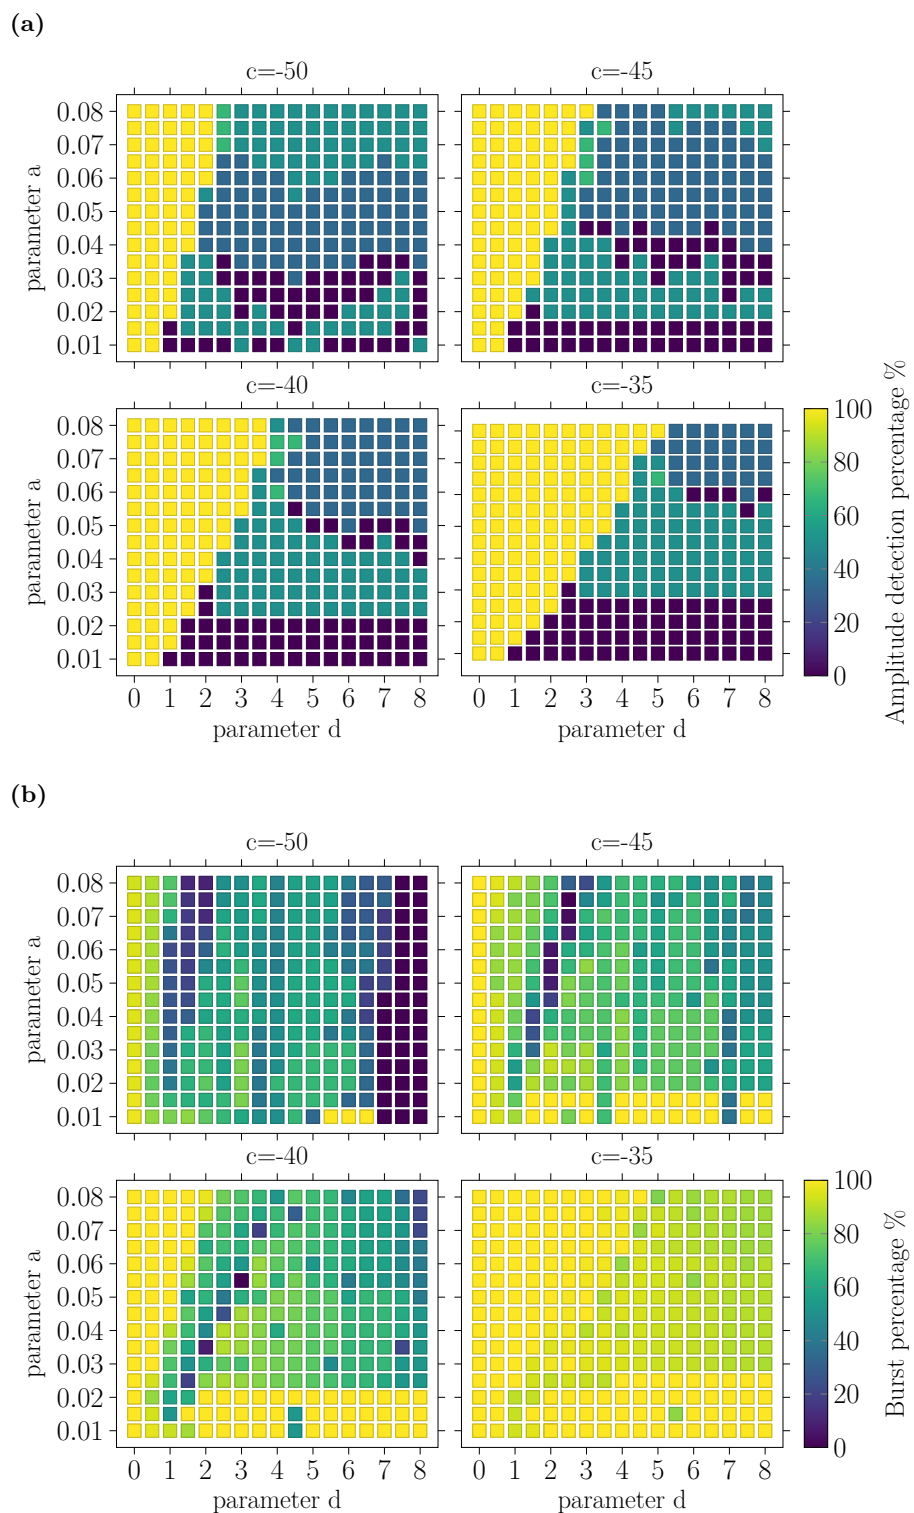 (a)
c=-50 c=-45
0.08
0.07
0.06
0.05
0.04
0.03
0.02
0.01
parameter a
c=-40 c=-35
0.08
0.07
0.06
0.05
0.04
0.03
0.02
0.01
parameter a
0 1 2 3 4 5 6 7 8
parameter d
0 1 2 3 4 5 6 7 8
parameter d
100
80
60
40
20
0
Amplitude detection percentage %
(b)
c=-50 c=-45
0.08
0.07
0.06
0.05
0.04
0.03
0.02
0.01
parameter a
c=-40 c=-35
0.08
0.07
0.06
0.05
0.04
0.03
0.02
0.01
parameter a
0 1 2 3 4 5 6 7 8
parameter d
0 1 2 3 4 5 6 7 8
parameter d
100
80
60
40
20
0
Burst percentage %